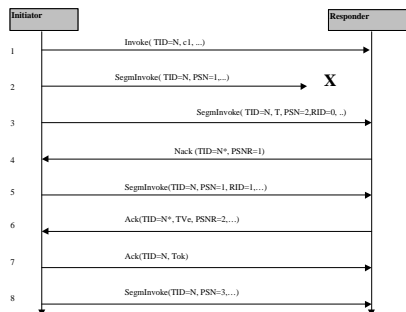 Initiator
Responder
1
Invoke( TID=N, c1, ...)
2
SegmInvoke( TID=N, PSN=1,...)
X
3
SegmInvoke( TID=N, T, PSN=2,RID=0, ..)
4
Nack (TID=N*, PSNR=1)
5
SegmInvoke(TID=N, PSN=1, RID=1,…)
6
Ack(TID=N*, TVe, PSNR=2,…)
7
Ack(TID=N, Tok)
8
SegmInvoke(TID=N, PSN=3,…)